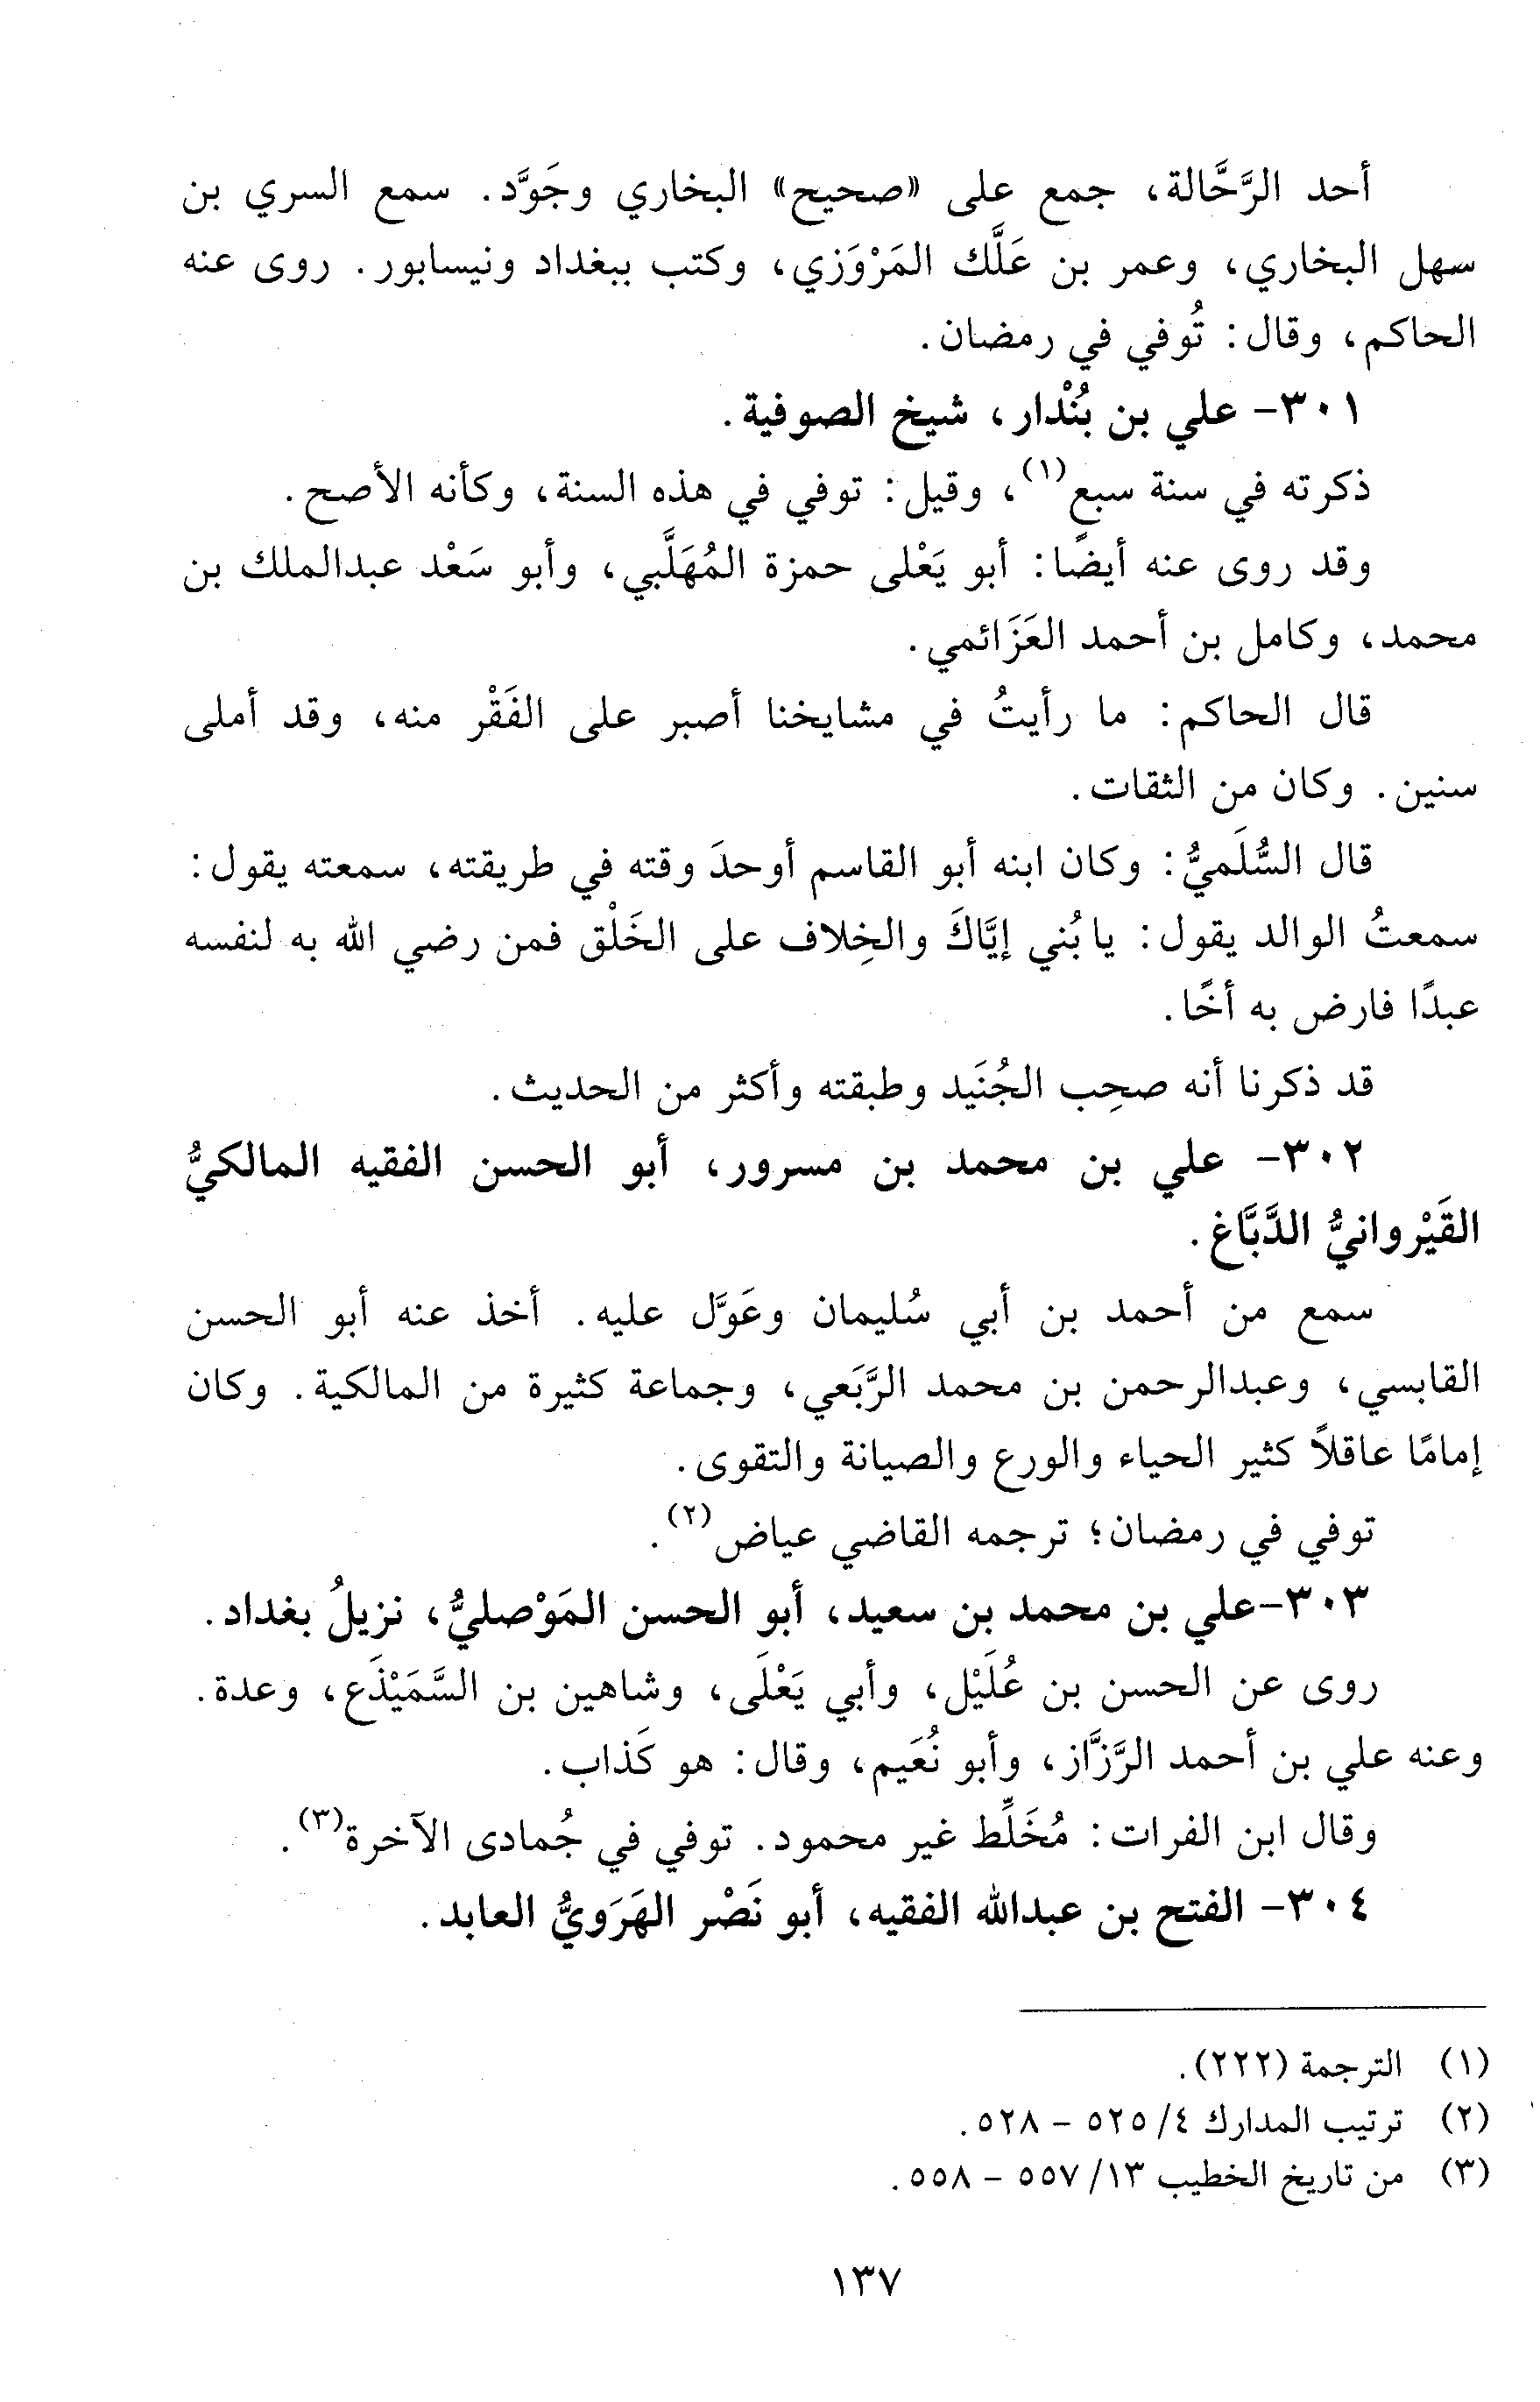 أحد الرَّحَّالة، جمع على «صحيح» البخاري وجَوَّد. سمع السري بن
سهل البخاري، وعمر بن عَلَّك المَرْوَزي، وكتب ببغداد ونيسابور. روى عنه
الحاكم، وقال: تُوفي في رمضان.
٣٠١- علي بن بُنْدار، شيخ الصوفية.
ذكرته في سنة سبع(١)، وقيل: توفي في هذه السنة، وكأنه الأصح.
وقد روى عنه أيضًا: أبو يَعْلى حمزة المُهَلَّبي، وأبو سَعْد عبدالملك بن
محمد، وكامل بن أحمد العَزَائمي.
قال الحاكم: ما رأيتُ في مشايخنا أصبر على الفَقْر منه، وقد أملى
سنين. وكان من الثقات.
قال السُّلَميُّ: وكان ابنه أبو القاسم أوحدَ وقته في طريقته، سمعته يقول:
سمعتُ الوالد يقول: يا بُني إيَّاكَ والخِلاف على الخَلْق فمن رضي الله به لنفسه
عبدًا فارض به أخًا.
قد ذكرنا أنه صحِب الجُنَيد وطبقته وأكثر من الحديث.
٣٠٢- علي بن محمد بن مسرور، أبو الحسن الفقيه المالكيُّ
القَيْروانيُّ الدَّبَّاغ.
سمع من أحمد بن أبي سُليمان وعَوَّل عليه. أخذ عنه أبو الحسن
القابسي، وعبدالرحمن بن محمد الرَّبَعي، وجماعة كثيرة من المالكية. وكان
إمامًا عاقلاً كثير الحياء والورع والصيانة والتقوى.
توفي في رمضان؛ ترجمه القاضي عياض(٢).
٣٠٣-علي بن محمد بن سعيد، أبو الحسن المَوْصليُّ، نزيلُ بغداد.
روى عن الحسن بن عُلَيْل، وأبي يَعْلَى، وشاهين بن السَّمَيْذَع، وعدة.
وعنه علي بن أحمد الرَّزَّاز، وأبو نُعَيم، وقال: هو كَذاب.
وقال ابن الفرات: مُخَلِّط غير محمود. توفي في جُمادى الآخرة(٣).
٣٠٤- الفتح بن عبدالله الفقيه، أبو نَصْر الهَرَويُّ العابد.
(١) الترجمة (٢٢٢).
(٢) ترتيب المدارك ٤/ ٥٢٥ - ٥٢٨.
(٣) من تاريخ الخطيب ١٣/ ٥٥٧ - ٥٥٨.
١٣٧